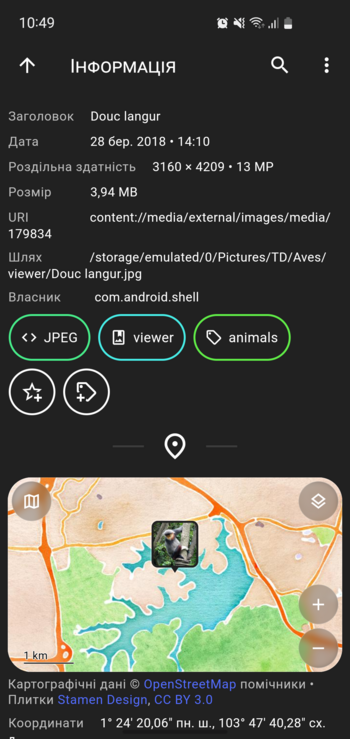 10:49
Інформація
Заголовок Douc langur
Дата 28 бер. 2018 • 14:10
Роздільна здатність 3160 × 4209 • 13 MP
Розмір 3,94 MB
URI content://media/external/images/media/
179834
Шлях /storage/emulated/0/Pictures/TD/Aves/
viewer/Douc langur.jpg
Власник com.android.shell
JPEG viewer animals
1 km
Картографічні дані © OpenStreetMap помічники •
Плитки Stamen Design, CC BY 3.0
Координати 1° 24′ 20,06″ пн. ш., 103° 47′ 40,28″ сх.